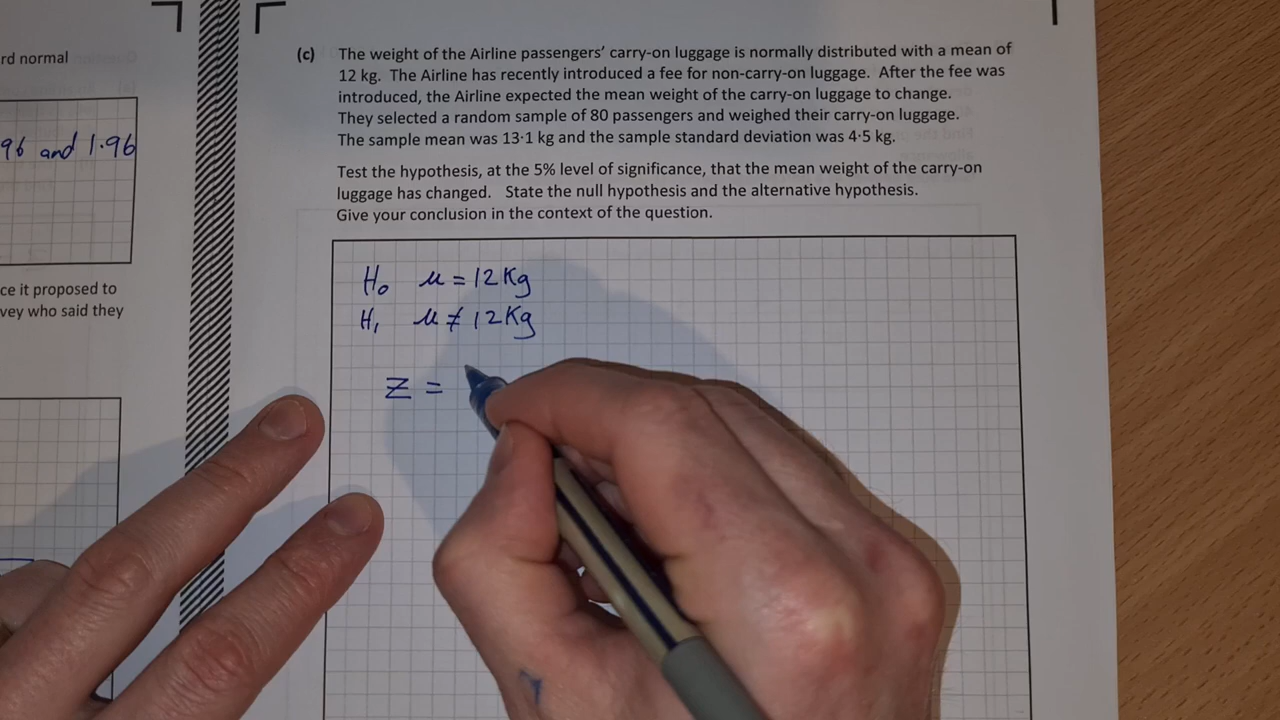 rd normal
96 and 1.96
ce it proposed to
vey who said they
(c) The weight of the Airline passengers' carry-on luggage is normally distributed with a mean of
12 kg. The Airline has recently introduced a fee for non-carry-on luggage. After the fee was
introduced, the Airline expected the mean weight of the carry-on luggage to change.
They selected a random sample of 80 passengers and weighed their carry-on luggage.
The sample mean was 13·1 kg and the sample standard deviation was 4·5 kg.
Test the hypothesis, at the 5% level of significance, that the mean weight of the carry-on
luggage has changed. State the null hypothesis and the alternative hypothesis.
Give your conclusion in the context of the question.
H₀ μ = 12 Kg
H₁ μ ≠ 12 Kg
Z =